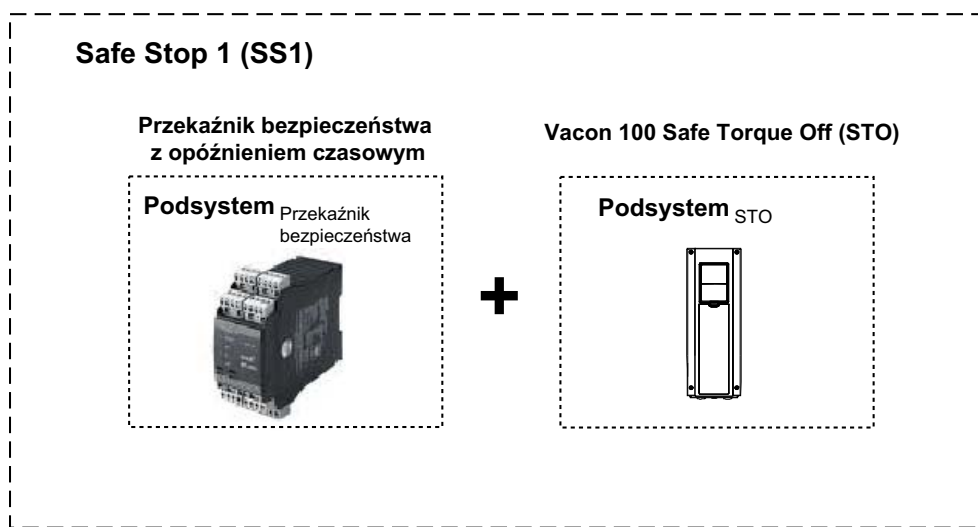 Safe Stop 1 (SS1)
Przekaźnik bezpieczeństwa
z opóźnieniem czasowym
Podsystem Przekaźnik
bezpieczeństwa
Vacon 100 Safe Torque Off (STO)
Podsystem STO